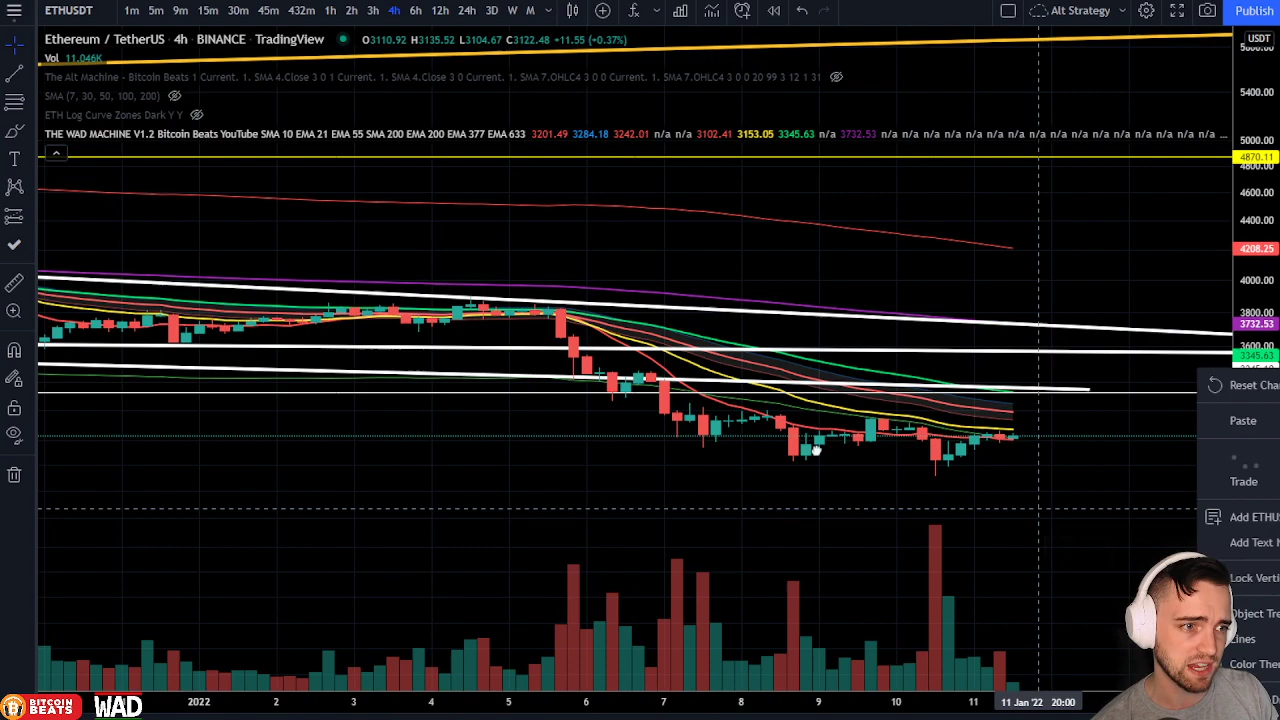 ETHUSDT 1m 5m 9m 15m 30m 45m 432m 1h 2h 3h 4h 6h 12h 24h 3D W M Alt Strategy Publish
Ethereum / TetherUS · 4h · BINANCE · TradingView O3110.92 H3135.52 L3104.67 C3122.48 +11.55 (+0.37%) USDT
Vol 11.046K
The Alt Machine - Bitcoin Beats 1 Current. 1. SMA 4.Close 3 0 1 Current. 1. SMA 4.Close 3 0 Current. 1. SMA 7.OHLC4 3 0 0 Current. 1. SMA 7.OHLC4 3 0 0 20 99 3 12 1 31
SMA (7, 30, 50, 100, 200)
5400.00
ETH Log Curve Zones Dark Y Y
THE WAD MACHINE V1.2 Bitcoin Beats YouTube SMA 10 EMA 21 EMA 55 SMA 200 EMA 200 EMA 377 EMA 633 3201.49 3284.18 3242.01 n/a n/a 3102.41 3153.05 3345.63 n/a 3732.53 n/a n/a n/a n/a n/a n/a n/a n/a n/a n/a n/a n/a n/a n/a n/a ...
5000.00
4870.11
4800.00
4600.00
4400.00
4208.25
4000.00
3800.00
3732.53
3600.00
3345.63
Reset Cha
Paste
Trade
Add ETHUS
Add Text N
Lock Verti
Object Tre
Lines
Color Ther
2022 2 3 4 5 6 7 8 9 10 11 11 Jan '22 20:00
BITCOIN
BEATS
WAD